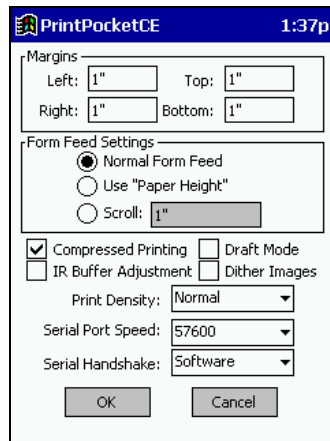 PrintPocketCE 1:37p
Margins
Left: 1" Top: 1"
Right: 1" Bottom: 1"
Form Feed Settings
Normal Form Feed
Use "Paper Height"
Scroll: 1"
Compressed Printing Draft Mode
IR Buffer Adjustment Dither Images
Print Density: Normal
Serial Port Speed: 57600
Serial Handshake: Software
OK Cancel